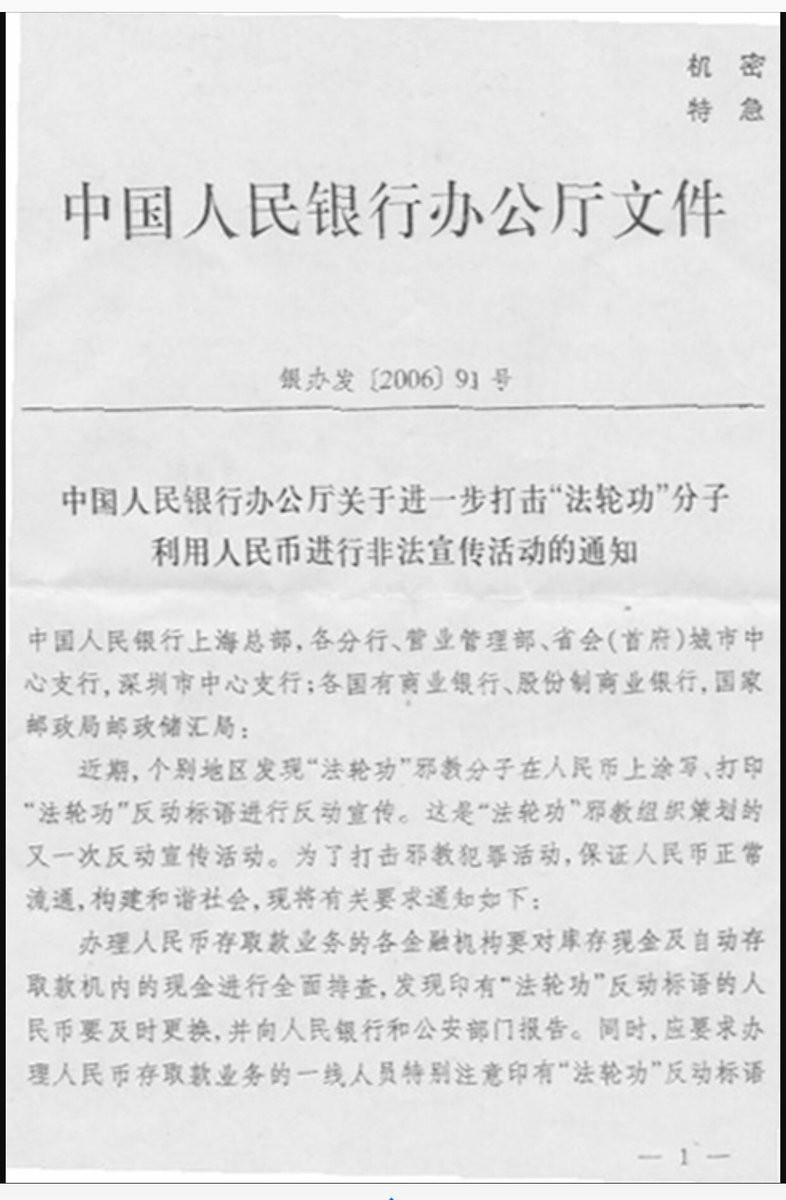 机 密
特 急
中国人民银行办公厅文件
银办发〔2006〕91号
中国人民银行办公厅关于进一步打击“法轮功”分子
利用人民币进行非法宣传活动的通知
中国人民银行上海总部，各分行、营业管理部、省会(首府)城市中
心支行，深圳市中心支行；各国有商业银行、股份制商业银行，国家
邮政局邮政储汇局：
近期，个别地区发现“法轮功”邪教分子在人民币上涂写、打印
“法轮功”反动标语进行反动宣传。这是“法轮功”邪教组织策划的
又一次反动宣传活动。为了打击邪教犯罪活动，保证人民币正常
流通，构建和谐社会，现将有关要求通知如下：
办理人民币存取款业务的各金融机构要对库存现金及自动存
取款机内的现金进行全面排查，发现印有“法轮功”反动标语的人
民币要及时更换，并向人民银行和公安部门报告。同时，应要求办
理人民币存取款业务的一线人员特别注意印有“法轮功”反动标语
— 1 —